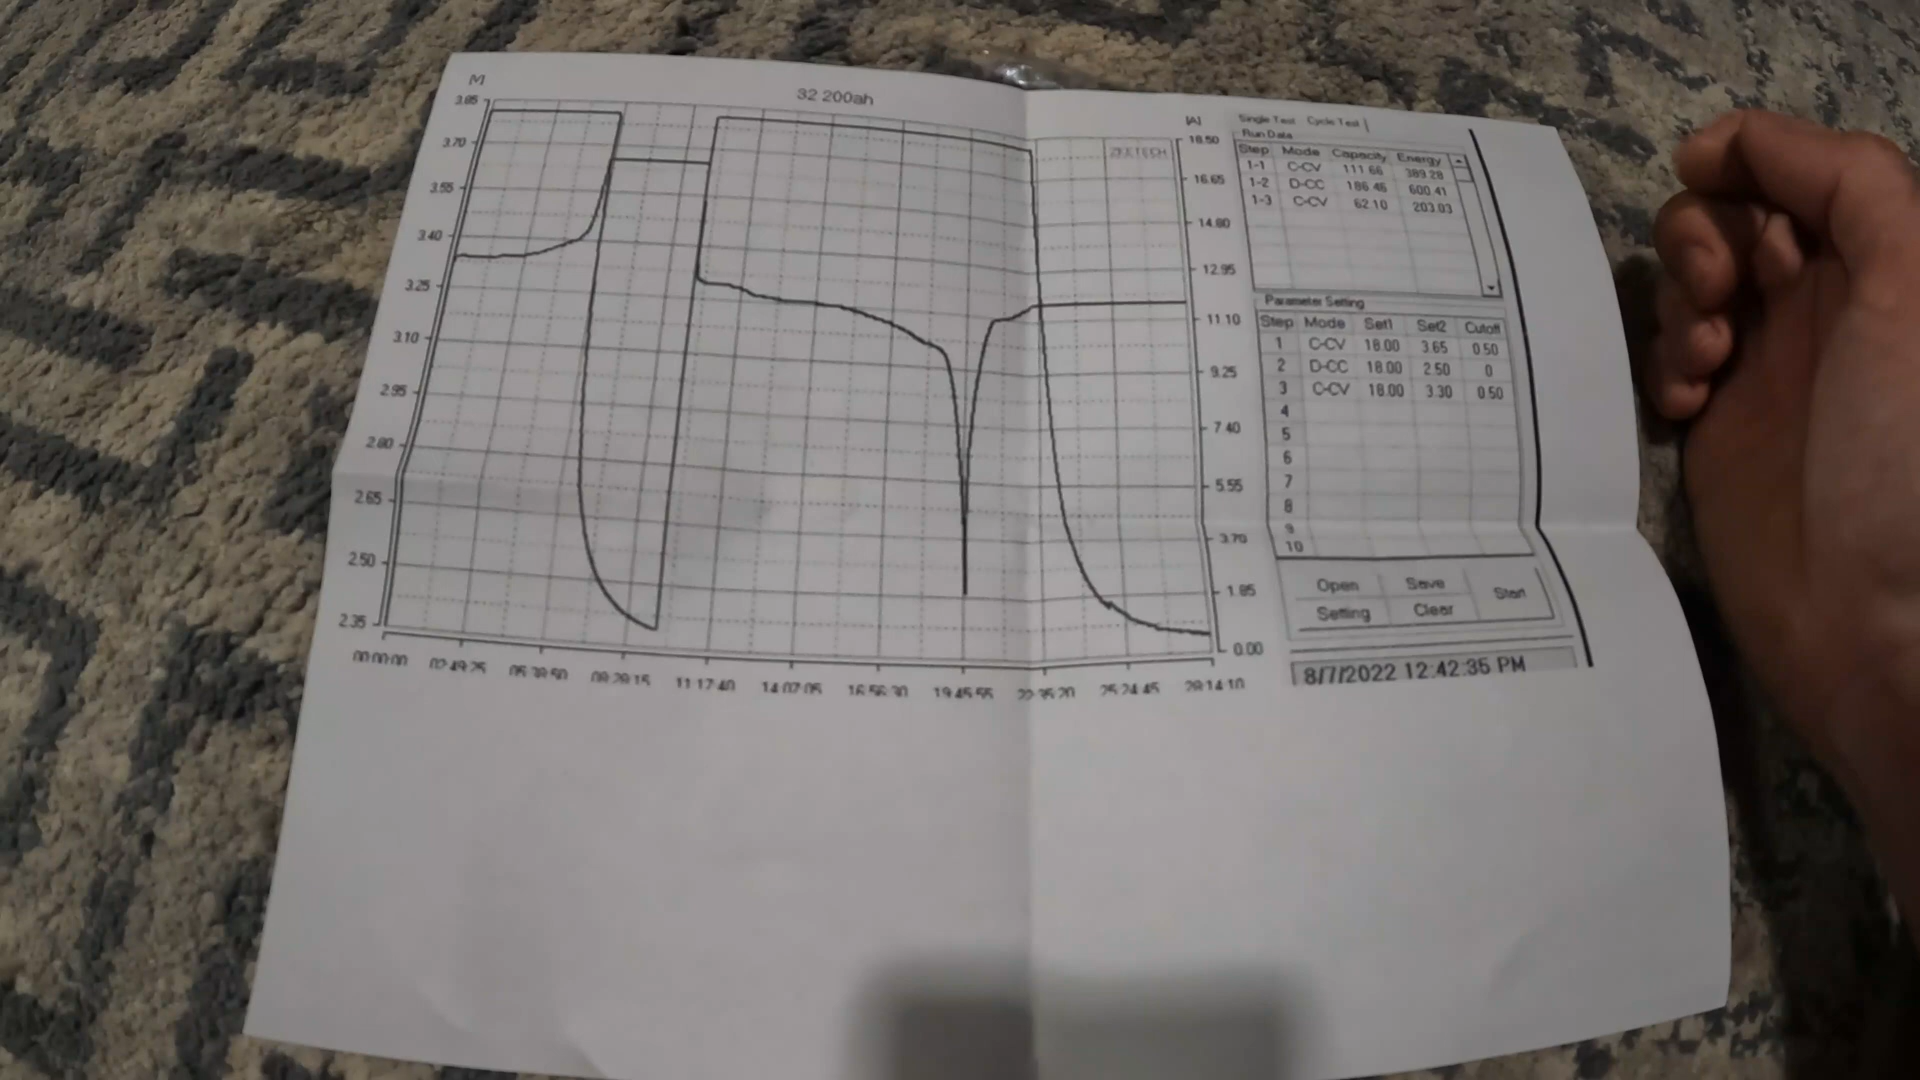 32 200ah
[V]
3.85
3.70
3.55
3.40
3.25
3.10
2.95
2.80
2.65
2.50
2.35
00:00:00 02:49:25 05:38:50 08:28:15 11:17:40 14:07:05 16:56:30 19:45:55 22:35:20 25:24:45 28:14:10
[A]
18.50
16.65
14.80
12.95
11.10
9.25
7.40
5.55
3.70
1.85
0.00
ZKETECH
Single Test Cycle Test
Run Data
Step Mode Capacity Energy
1-1 C-CV 111.66 389.28
1-2 D-CC 186.46 600.41
1-3 C-CV 62.10 203.03
Parameter Setting
Step Mode Set1 Set2 Cutoff
1 C-CV 18.00 3.65 0.50
2 D-CC 18.00 2.50 0
3 C-CV 18.00 3.30 0.50
4
5
6
7
8
9
10
Open Save Start
Setting Clear
8/7/2022 12:42:35 PM